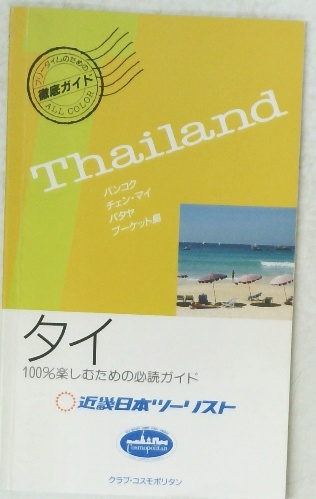 フリータイムのための
徹底ガイド
ALL COLOR
Thailand
バンコク
チェン・マイ
パタヤ
プーケット島
タイ
100%楽しむための必読ガイド
近畿日本ツーリスト
Cosmopolitan
クラブ・コスモポリタン